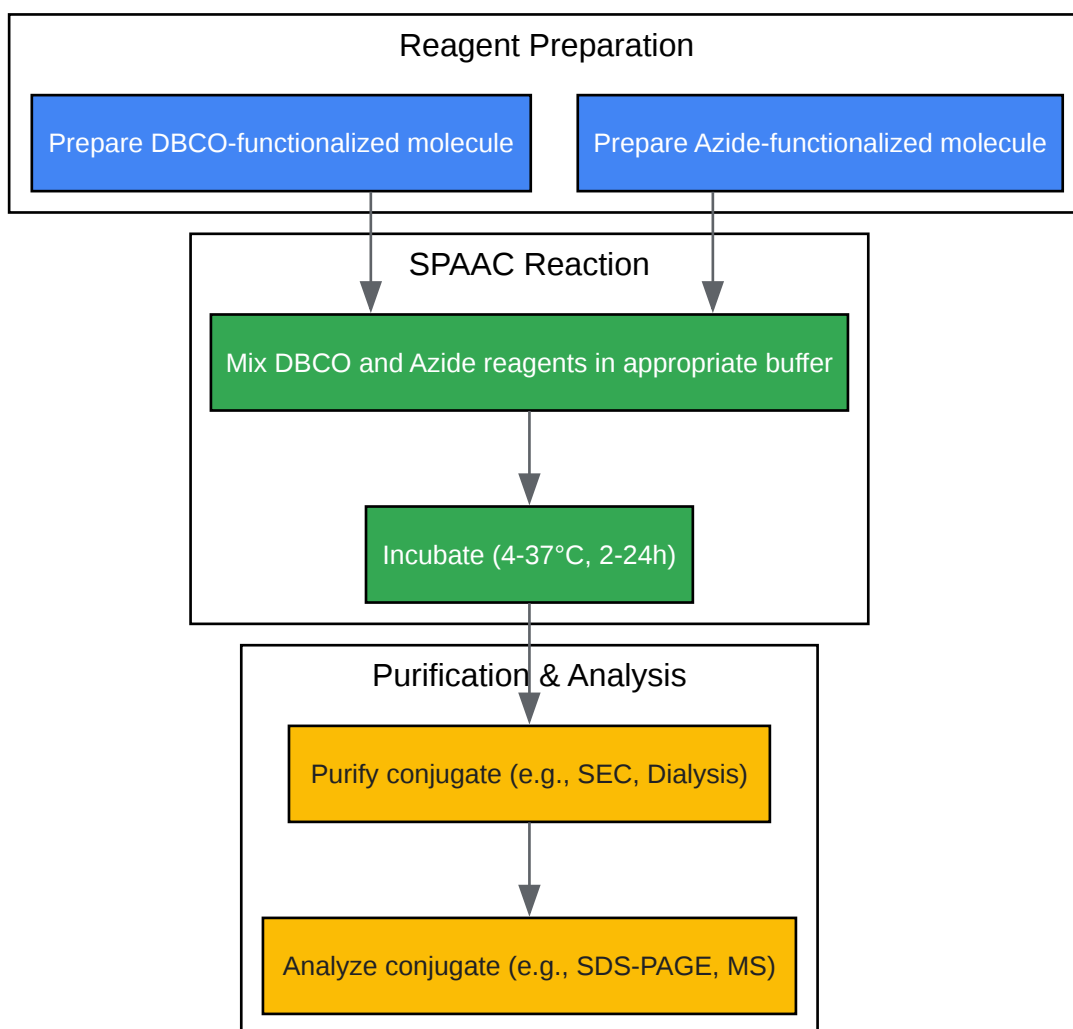 Reagent Preparation
Prepare DBCO-functionalized molecule
Prepare Azide-functionalized molecule
SPAAC Reaction
Mix DBCO and Azide reagents in appropriate buffer
Incubate (4-37°C, 2-24h)
Purification & Analysis
Purify conjugate (e.g., SEC, Dialysis)
Analyze conjugate (e.g., SDS-PAGE, MS)